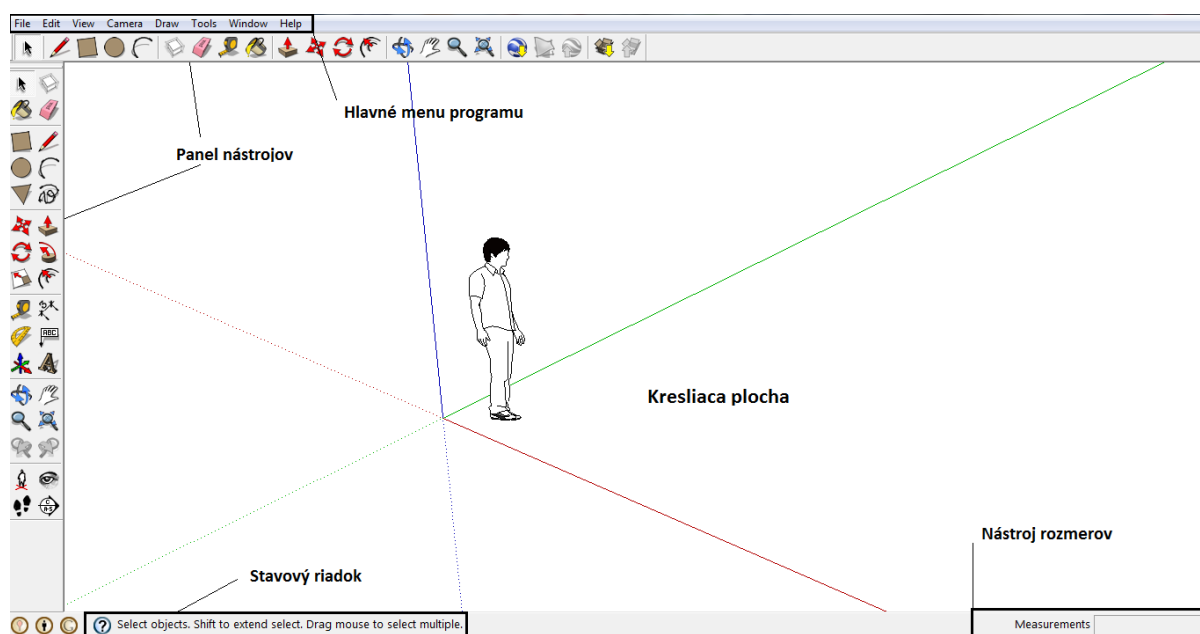 File Edit View Camera Draw Tools Window Help
Hlavné menu programu
Panel nástrojov
ABC
Kresliaca plocha
Nástroj rozmerov
Stavový riadok
Select objects. Shift to extend select. Drag mouse to select multiple.
Measurements